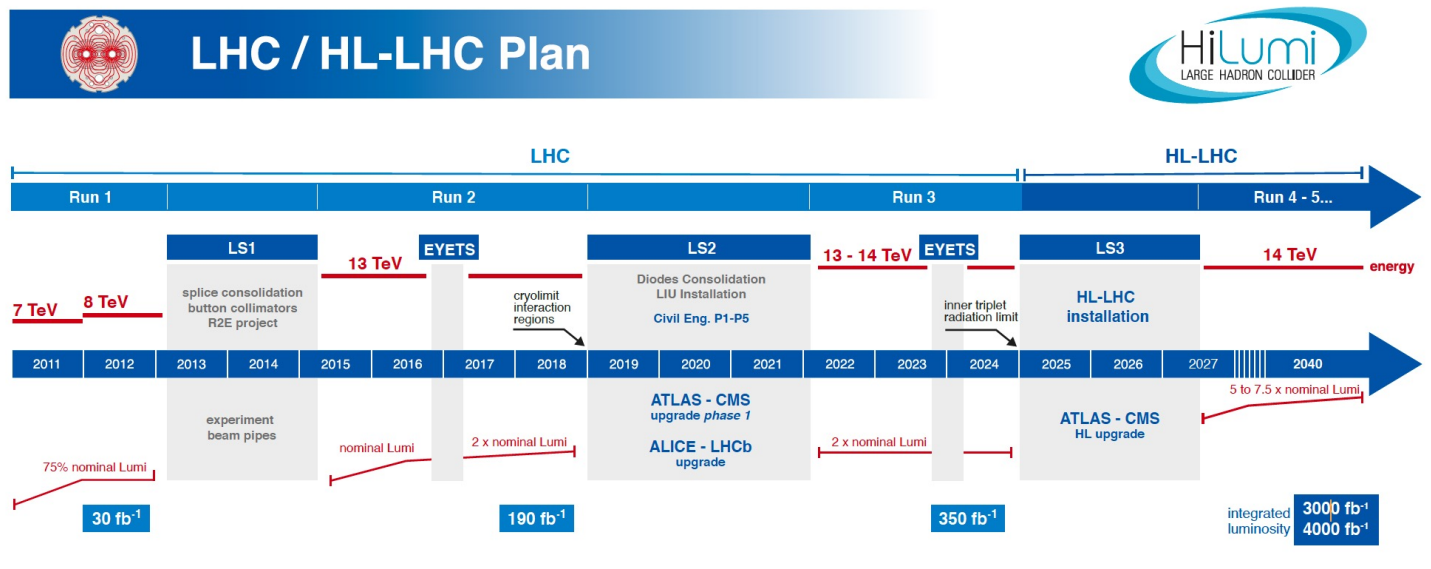 LHC / HL-LHC Plan
HiLumi
LARGE HADRON COLLIDER
LHC
HL-LHC
Run 1
Run 2
Run 3
Run 4 - 5...
LS1
EYETS
LS2
EYETS
LS3
7 TeV
8 TeV
splice consolidation
button collimators
R2E project
13 TeV
cryolimit
interaction
regions
Diodes Consolidation
LIU Installation
Civil Eng. P1-P5
13 - 14 TeV
inner triplet
radiation limit
HL-LHC
installation
14 TeV
energy
2011
2012
2013
2014
2015
2016
2017
2018
2019
2020
2021
2022
2023
2024
2025
2026
2027
2040
75% nominal Lumi
experiment
beam pipes
nominal Lumi
2 x nominal Lumi
ATLAS - CMS
upgrade phase 1
ALICE - LHCb
upgrade
2 x nominal Lumi
ATLAS - CMS
HL upgrade
5 to 7.5 x nominal Lumi
30 fb-1
190 fb-1
350 fb-1
integrated
luminosity
3000 fb-1
4000 fb-1